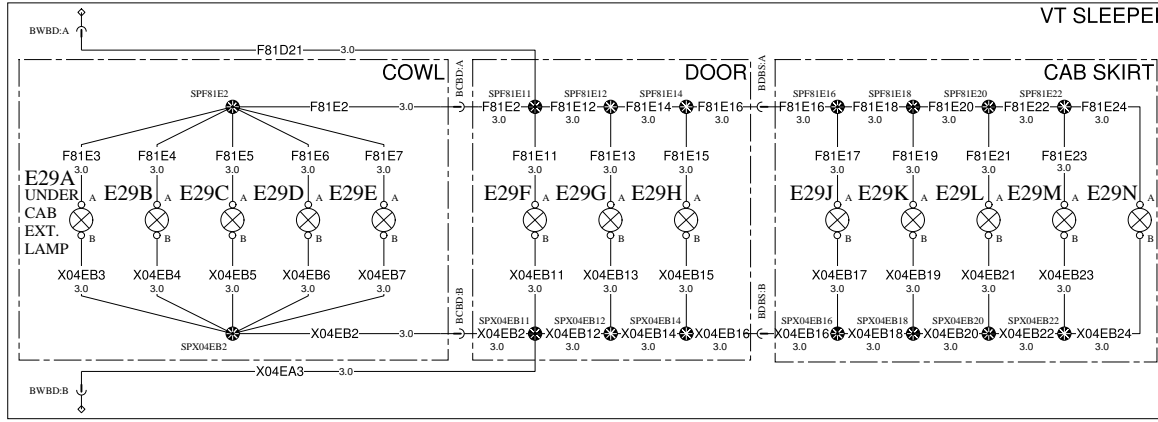 VT SLEEPE
BWBD:A
F81D21 3.0
COWL
BCBD:A
DOOR
BDBS:A
CAB SKIRT
SPF81E2
SPF81E11
SPF81E12
SPF81E14
SPF81E16
SPF81E18
SPF81E20
SPF81E22
F81E2 3.0
F81E2 3.0
F81E12 3.0
F81E14 3.0
F81E16 3.0
F81E16 3.0
F81E18 3.0
F81E20 3.0
F81E22 3.0
F81E24 3.0
F81E3 3.0
F81E4 3.0
F81E5 3.0
F81E6 3.0
F81E7 3.0
F81E11 3.0
F81E13 3.0
F81E15 3.0
F81E17 3.0
F81E19 3.0
F81E21 3.0
F81E23 3.0
E29A
UNDER
CAB
EXT.
LAMP
A
B
E29B A B
E29C A B
E29D A B
E29E A B
E29F A B
E29G A B
E29H A B
E29J A B
E29K A B
E29L A B
E29M A B
E29N A B
X04EB3 3.0
X04EB4 3.0
X04EB5 3.0
X04EB6 3.0
X04EB7 3.0
X04EB11 3.0
X04EB13 3.0
X04EB15 3.0
X04EB17 3.0
X04EB19 3.0
X04EB21 3.0
X04EB23 3.0
BCBD:B
BDBS:B
SPX04EB2
SPX04EB11
SPX04EB12
SPX04EB14
SPX04EB16
SPX04EB18
SPX04EB20
SPX04EB22
X04EB2 3.0
X04EB2 3.0
X04EB12 3.0
X04EB14 3.0
X04EB16 3.0
X04EB16 3.0
X04EB18 3.0
X04EB20 3.0
X04EB22 3.0
X04EB24 3.0
X04EA3 3.0
BWBD:B